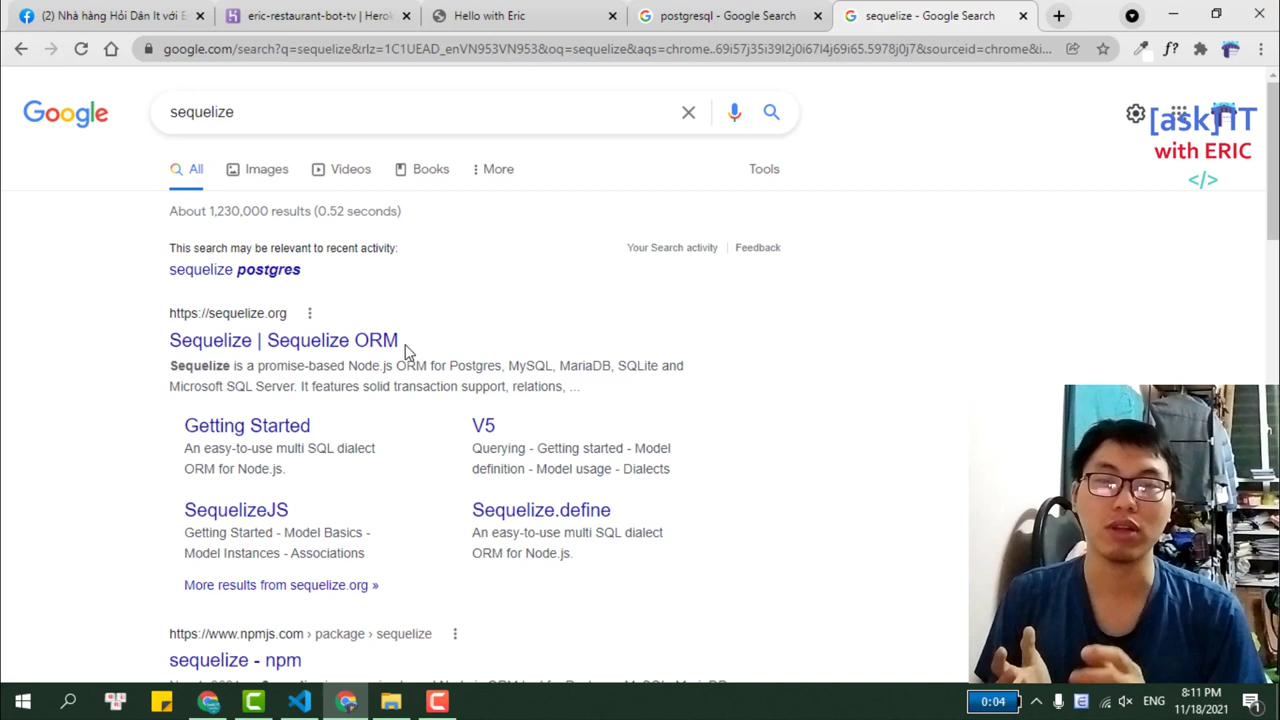 (2) Nhà hàng Hỏi Dân It với E
eric-restaurant-bot-tv | Herok
Hello with Eric
postgresql - Google Search
sequelize - Google Search
google.com/search?q=sequelize&rlz=1C1UEAD_enVN953VN953&oq=sequelize&aqs=chrome..69i57j35i39l2j0i67l4j69i65.5978j0j7&sourceid=chrome&i...
Google
sequelize
[ask]IT
with ERIC
</>
All
Images
Videos
Books
More
Tools
About 1,230,000 results (0.52 seconds)
This search may be relevant to recent activity:
Your Search activity
Feedback
sequelize postgres
https://sequelize.org
Sequelize | Sequelize ORM
Sequelize is a promise-based Node.js ORM for Postgres, MySQL, MariaDB, SQLite and
Microsoft SQL Server. It features solid transaction support, relations, ...
Getting Started
An easy-to-use multi SQL dialect
ORM for Node.js.
V5
Querying - Getting started - Model
definition - Model usage - Dialects
SequelizeJS
Getting Started - Model Basics -
Model Instances - Associations
Sequelize.define
An easy-to-use multi SQL dialect
ORM for Node.js.
More results from sequelize.org »
https://www.npmjs.com › package › sequelize
sequelize - npm
0:04
ENG
8:11 PM
11/18/2021